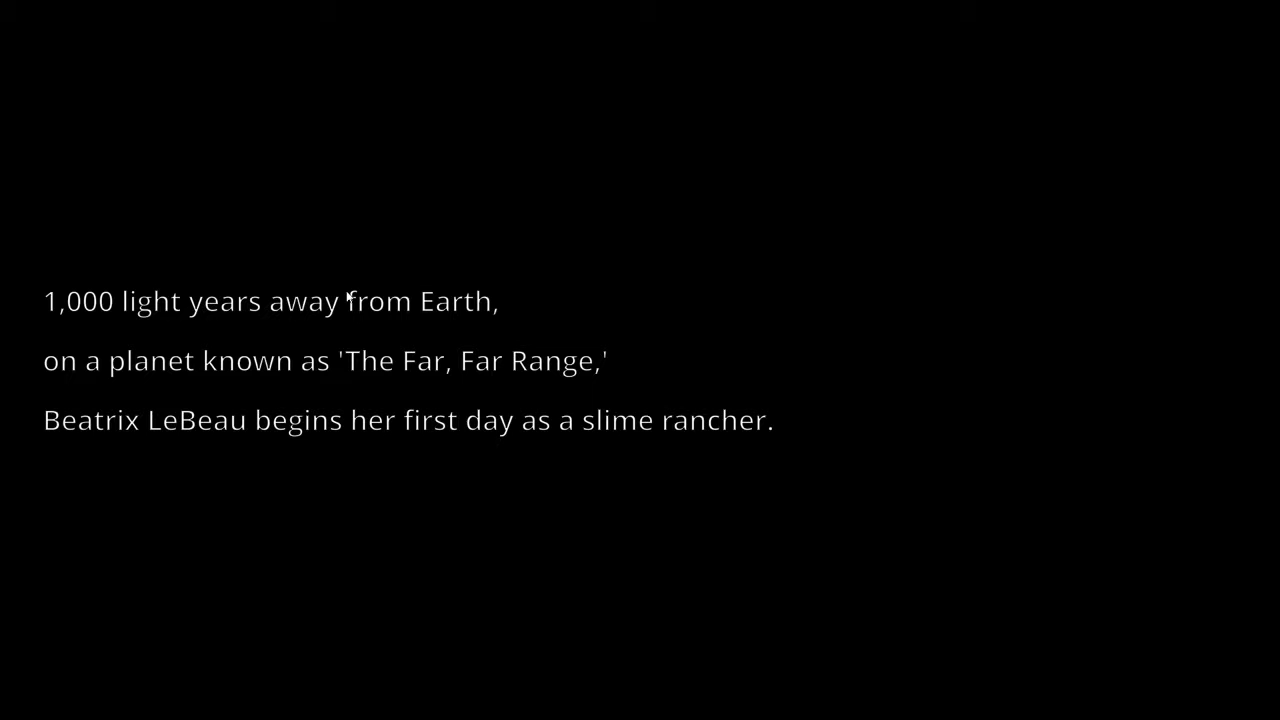 1,000 light years away from Earth,
on a planet known as 'The Far, Far Range,'
Beatrix LeBeau begins her first day as a slime rancher.